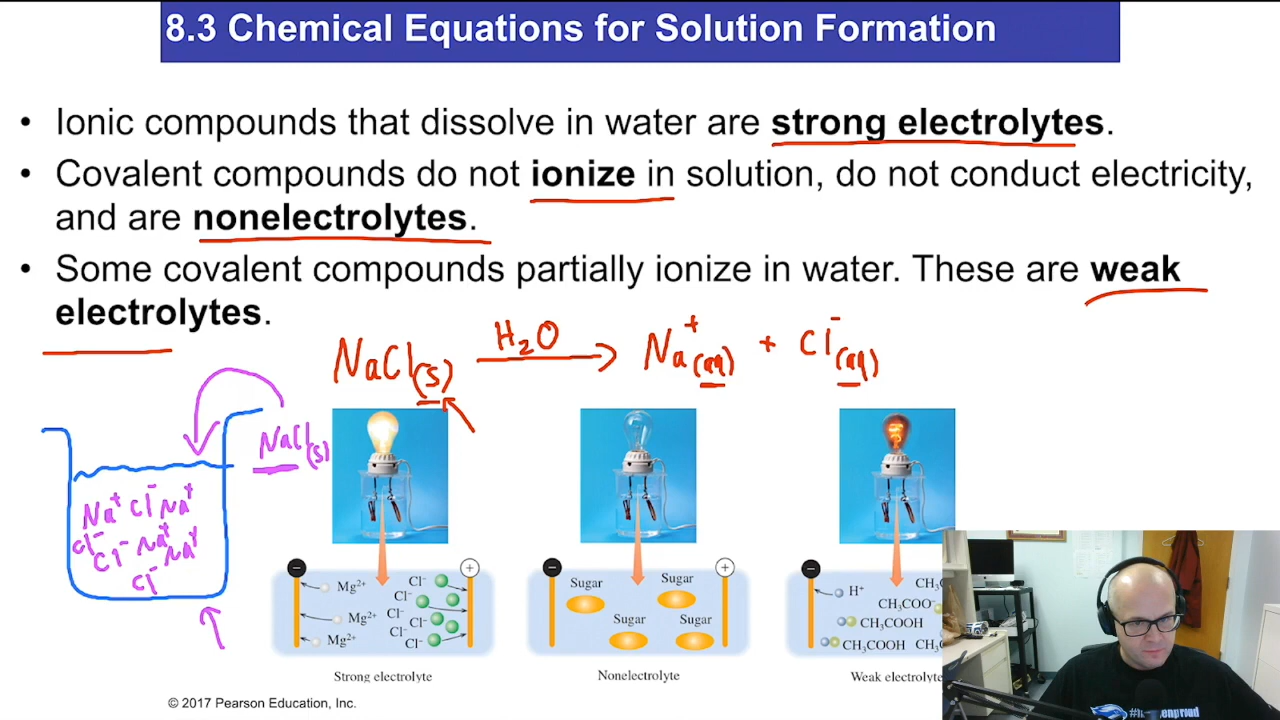 8.3 Chemical Equations for Solution Formation
• Ionic compounds that dissolve in water are strong electrolytes.
• Covalent compounds do not ionize in solution, do not conduct electricity,
and are nonelectrolytes.
• Some covalent compounds partially ionize in water. These are weak
electrolytes.
NaCl(s) H₂O → Na⁺(aq) + Cl⁻(aq)
NaCl(s)
Na⁺ Cl⁻ Na⁺
Cl⁻ Cl⁻ Na⁺ Na⁺
Cl⁻
− Mg²⁺ Cl⁻ +
Cl⁻
Mg²⁺ Cl⁻
Cl⁻
Cl⁻
Mg²⁺ Cl⁻
Strong electrolyte
− Sugar Sugar +
Sugar Sugar
Nonelectrolyte
− H⁺
CH₃COO⁻
CH₃COOH
CH₃COOH
Weak electrolyte
© 2017 Pearson Education, Inc.